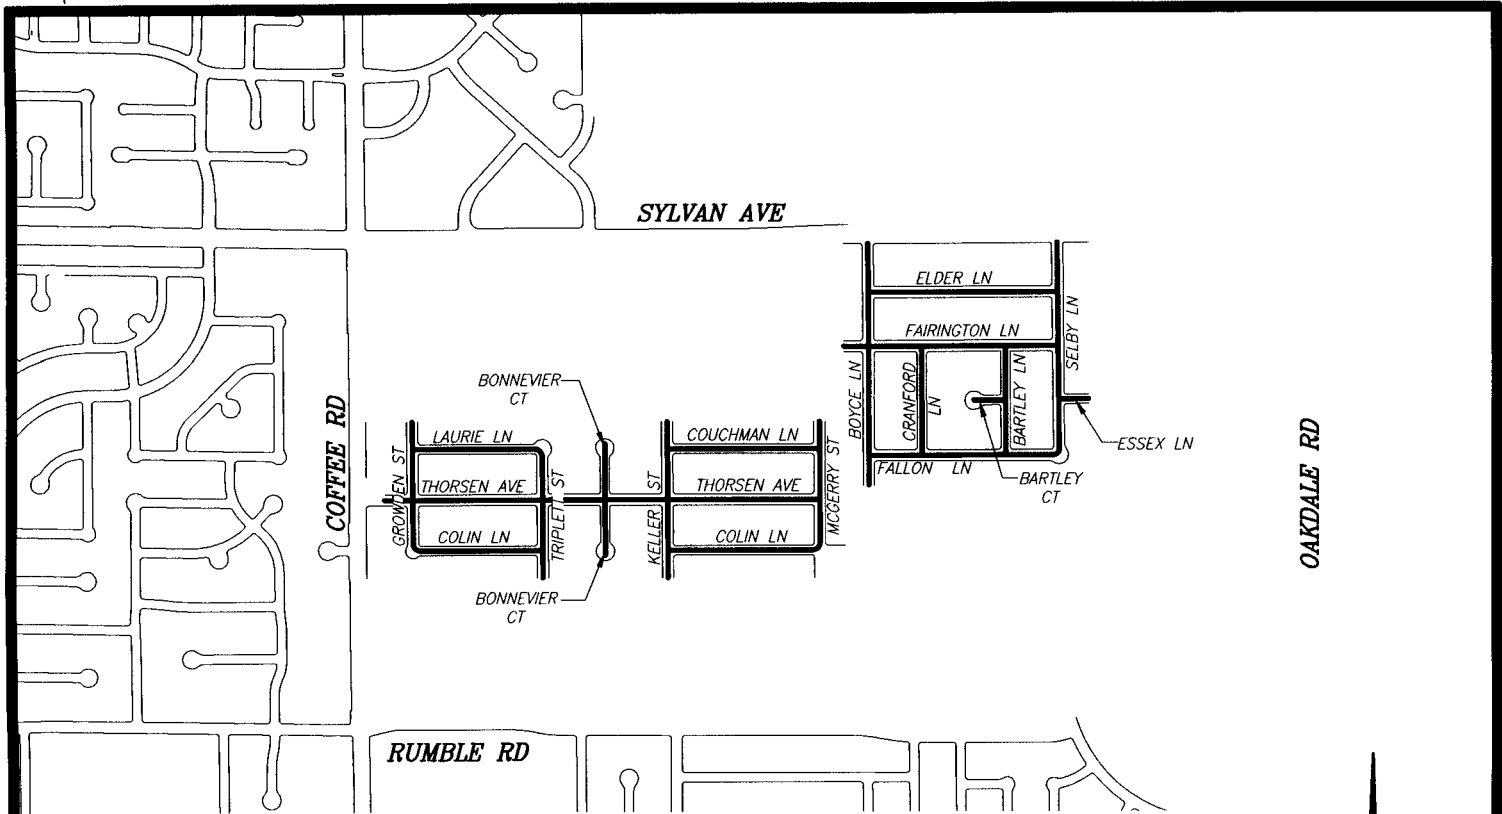 SYLVAN AVE
ELDER LN
FAIRINGTON LN
SELBY LN
BOYCE LN
CRANFORD
LN
BARTLEY LN
BONNEVIER
CT
COFFEE RD
LAURIE LN
COUCHMAN LN
FALLON LN
ESSEX LN
BARTLEY
CT
OAKDALE RD
GROWDEN ST
THORSEN AVE
TRIPLETT ST
KELLER ST
THORSEN AVE
MCGERRY ST
COLIN LN
COLIN LN
BONNEVIER
CT
RUMBLE RD